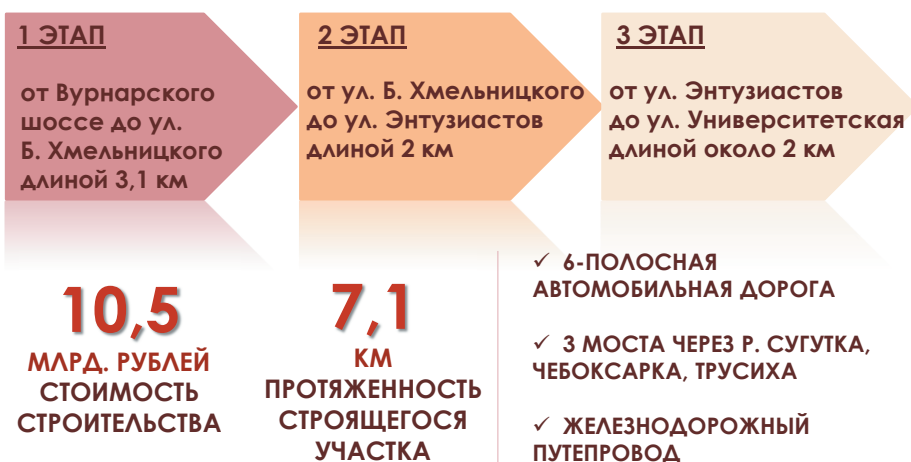 1 ЭТАП
от Вурнарского
шоссе до ул.
Б. Хмельницкого
длиной 3,1 км
2 ЭТАП
от ул. Б. Хмельницкого
до ул. Энтузиастов
длиной 2 км
3 ЭТАП
от ул. Энтузиастов
до ул. Университетская
длиной около 2 км
10,5
МЛРД. РУБЛЕЙ
СТОИМОСТЬ
СТРОИТЕЛЬСТВА
7,1
КМ
ПРОТЯЖЕННОСТЬ
СТРОЯЩЕГОСЯ
УЧАСТКА
✓ 6-ПОЛОСНАЯ
АВТОМОБИЛЬНАЯ ДОРОГА
✓ 3 МОСТА ЧЕРЕЗ Р. СУГУТКА,
ЧЕБОКСАРКА, ТРУСИХА
✓ ЖЕЛЕЗНОДОРОЖНЫЙ
ПУТЕПРОВОД